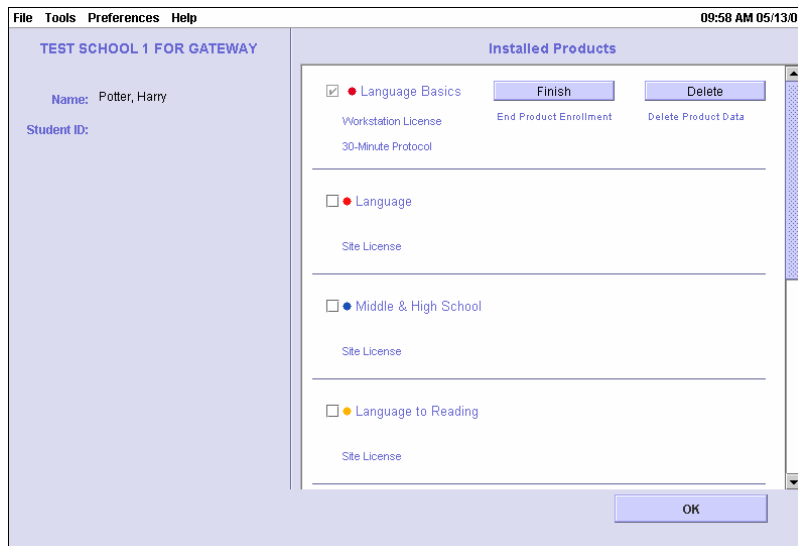 File Tools Preferences Help 09:58 AM 05/13/0
TEST SCHOOL 1 FOR GATEWAY
Name: Potter, Harry
Student ID:
Installed Products
Language Basics Finish Delete
Workstation License End Product Enrollment Delete Product Data
30-Minute Protocol
Language
Site License
Middle & High School
Site License
Language to Reading
Site License
OK